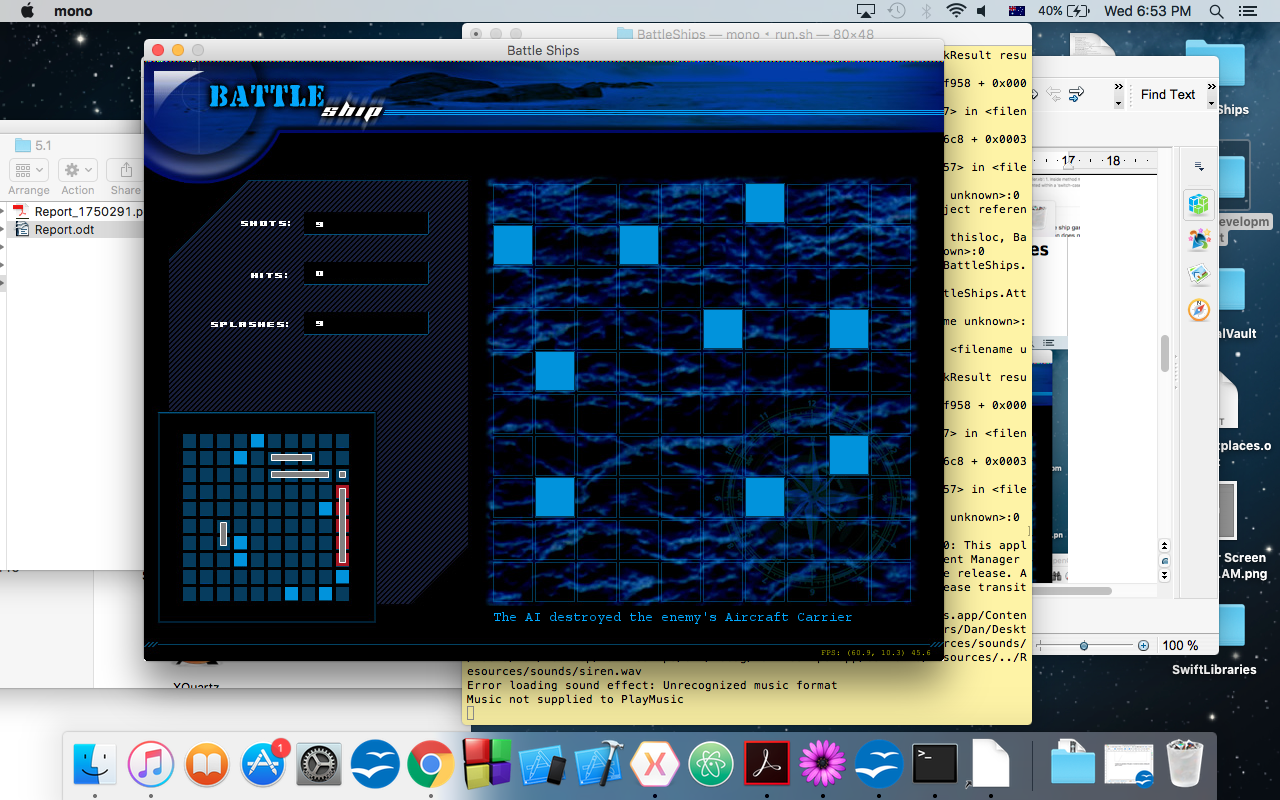 mono
40%
Wed 6:53 PM
BattleShips — mono • run.sh — 80×48
Battle Ships
BATTLE
ship
SHOTS: 9
HITS: 0
SPLASHES: 9
The AI destroyed the enemy's Aircraft Carrier
FPS: (60.9, 10.3) 45.6
5.1
Arrange
Action
Share
Report_1750291.p
Report.odt
XQuartz
kResult resu
f958 + 0x000
7> in <filen
6c8 + 0x0003
57> in <file
unknown>:0
ject referen
thisloc, Ba
own>:0
BattleShips.
ttleShips.Att
me unknown>:
<filename u
kResult resu
f958 + 0x000
7> in <filen
6c8 + 0x0003
57> in <file
unknown>:0
0: This appl
ent Manager
e release. A
ease transit
s.app/Conten
rs/Dan/Deskt
rces/sounds/
esources/sounds/siren.wav
Error loading sound effect: Unrecognized music format
Music not supplied to PlayMusic
Find Text
17
18
es
100 %
Ships
evelopm
t
alVault
tplaces.o
t
r Screen
.AM.png
SwiftLibraries
1